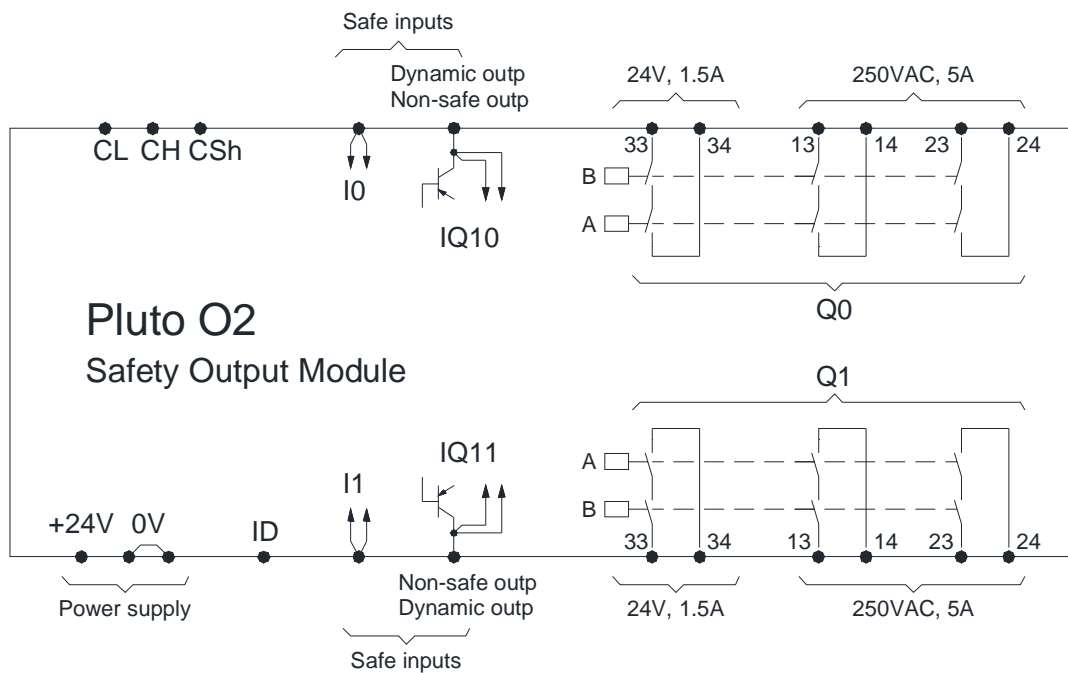 Safe inputs
Dynamic outp
Non-safe outp
24V, 1.5A
250VAC, 5A
CL CH CSh
I0
IQ10
33 34 13 14 23 24
B
A
Q0
Pluto O2
Safety Output Module
Q1
IQ11
I1
A
B
+24V 0V ID
33 34 13 14 23 24
Power supply
Non-safe outp
Dynamic outp
24V, 1.5A
250VAC, 5A
Safe inputs